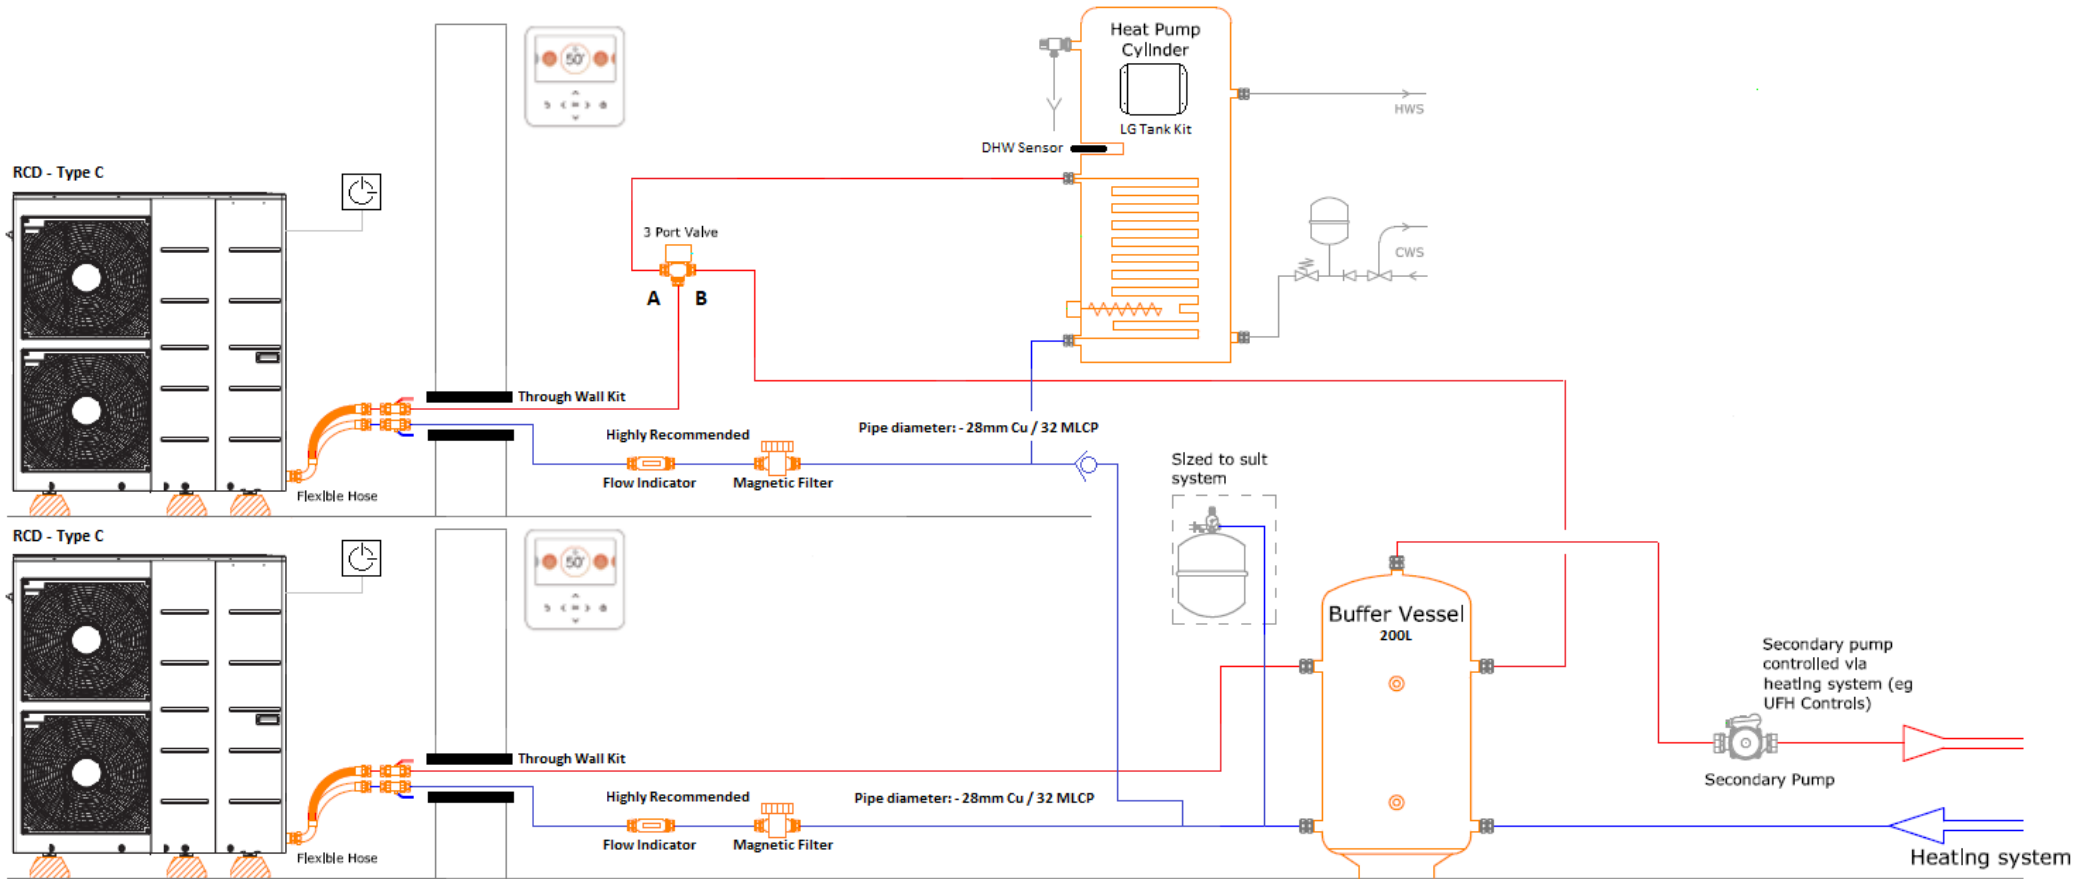 Heat Pump
Cylinder
50°
LG Tank Kit
HWS
DHW Sensor
RCD - Type C
3 Port Valve
CWS
A B
Through Wall Kit
Pipe diameter: - 28mm Cu / 32 MLCP
Highly Recommended
Flow Indicator
Magnetic Filter
Flexible Hose
Sized to suit
system
RCD - Type C
50°
Buffer Vessel
200L
Secondary pump
controlled via
heating system (eg
UFH Controls)
Secondary Pump
Through Wall Kit
Highly Recommended
Pipe diameter: - 28mm Cu / 32 MLCP
Flow Indicator
Magnetic Filter
Flexible Hose
Heating system